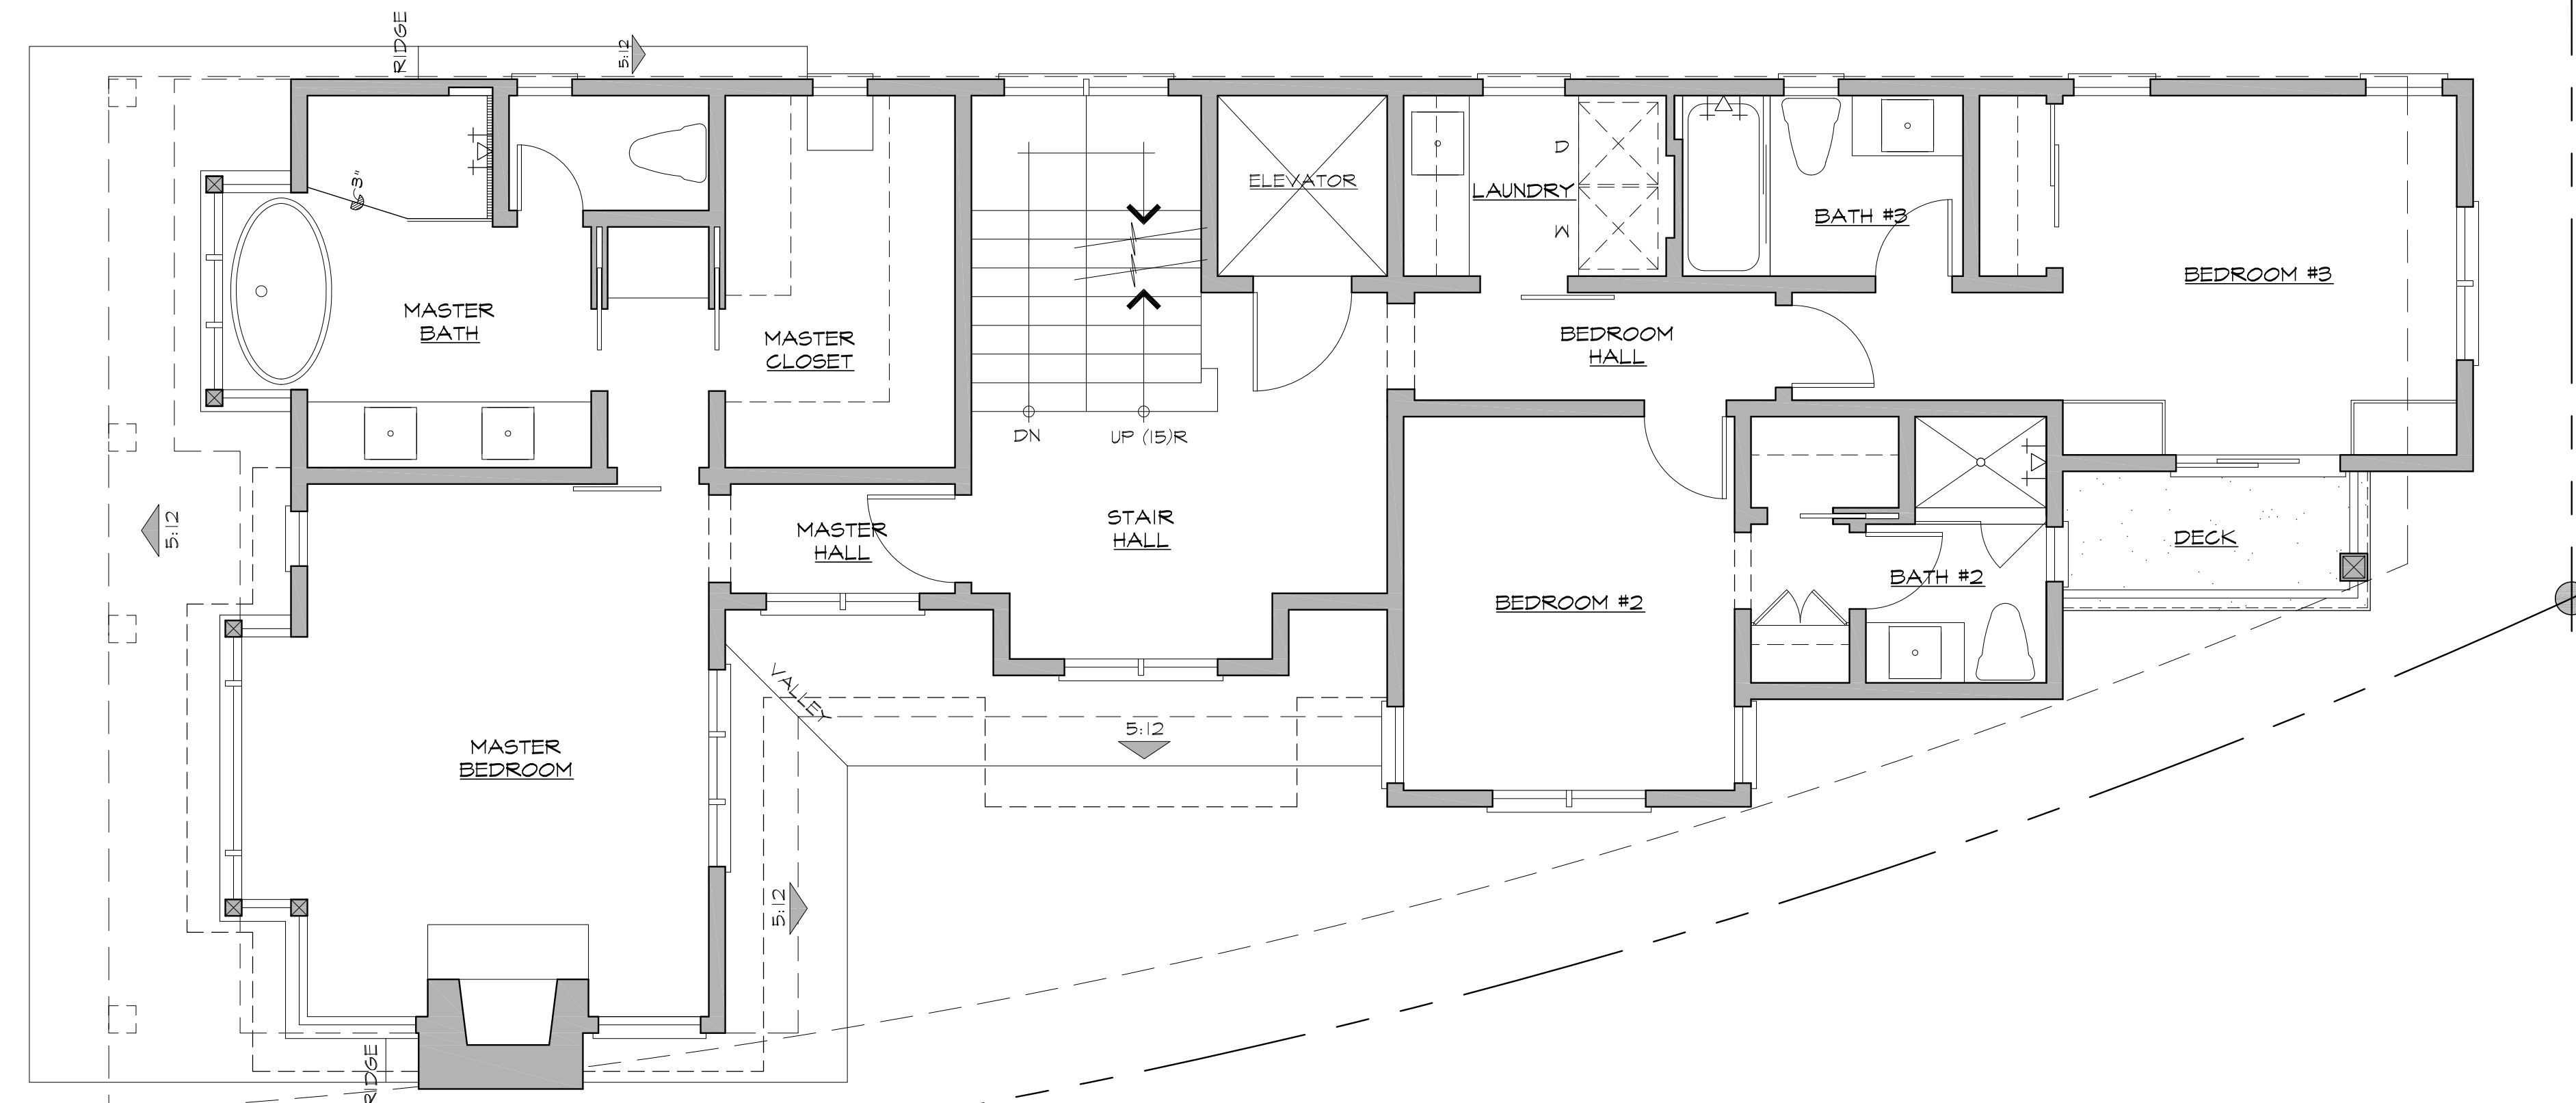 RIDGE
5:12
6'3"
ELEVATOR
D
LAUNDRY
W
BATH #3
BEDROOM #3
MASTER
BATH
MASTER
CLOSET
BEDROOM
HALL
DN
UP (15)R
5:12
MASTER
HALL
STAIR
HALL
DECK
BATH #2
BEDROOM #2
VALLEY
5:12
MASTER
BEDROOM
5:12
RIDGE